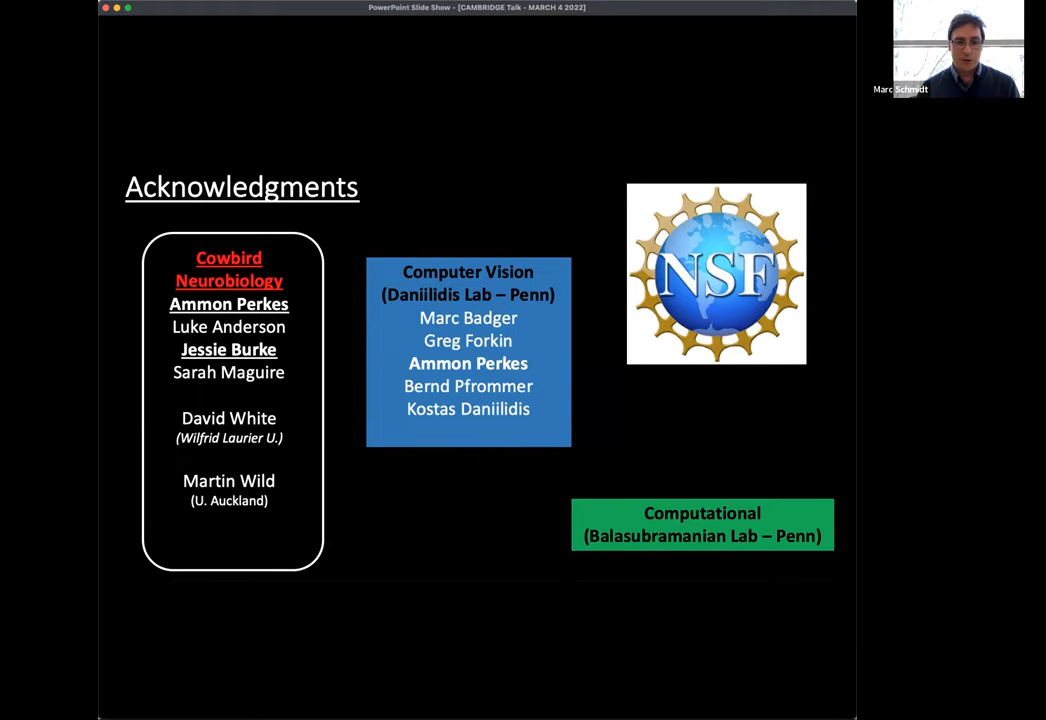 PowerPoint Slide Show - [CAMBRIDGE Talk - MARCH 4 2022]
Marc Schmidt
Acknowledgments
Cowbird
Neurobiology
Ammon Perkes
Luke Anderson
Jessie Burke
Sarah Maguire
David White
(Wilfrid Laurier U.)
Martin Wild
(U. Auckland)
Computer Vision
(Daniilidis Lab – Penn)
Marc Badger
Greg Forkin
Ammon Perkes
Bernd Pfrommer
Kostas Daniilidis
NSF
Computational
(Balasubramanian Lab – Penn)